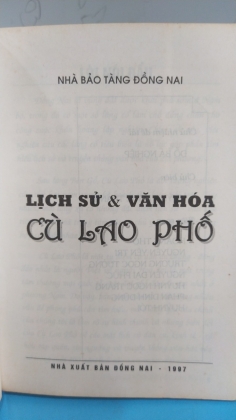 NHÀ BẢO TÀNG ĐỒNG NAI
LỊCH SỬ & VĂN HÓA
CÙ LAO PHỐ
NHÀ XUẤT BẢN ĐỒNG NAI - 1997